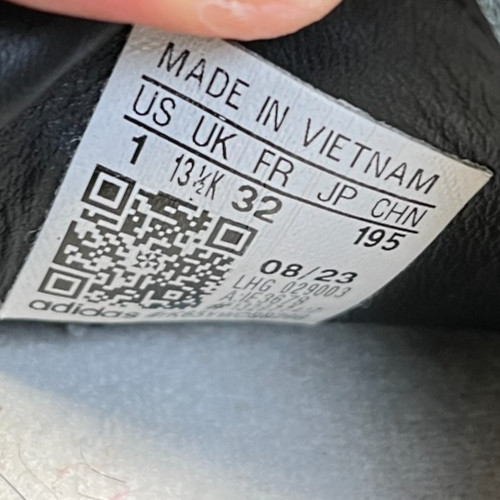 MADE IN VIETNAM
US UK FR JP CHN
1 13½K 32 195
08/23
LHG 029003
adidas